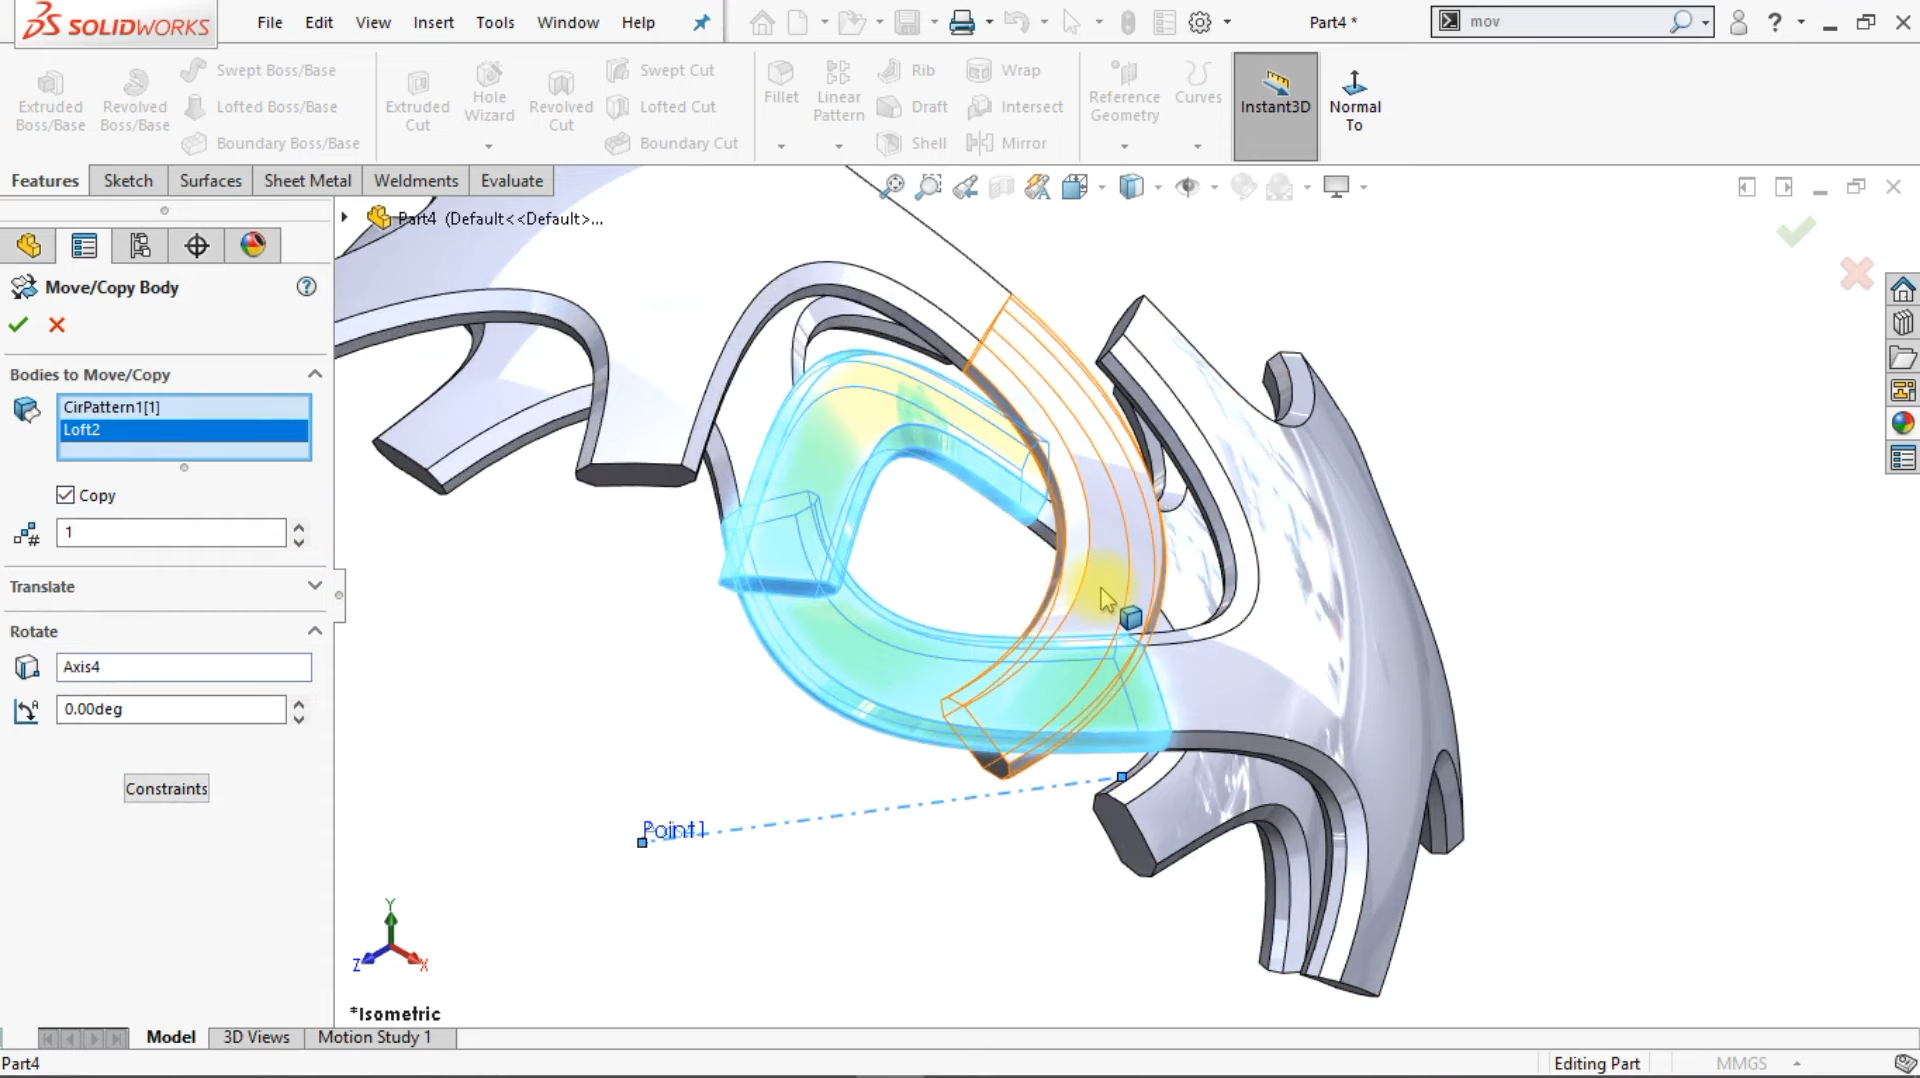 SOLIDWORKS
File Edit View Insert Tools Window Help
Part4 *
mov
Extruded Boss/Base
Revolved Boss/Base
Swept Boss/Base
Lofted Boss/Base
Boundary Boss/Base
Extruded Cut
Hole Wizard
Revolved Cut
Swept Cut
Lofted Cut
Boundary Cut
Fillet
Linear Pattern
Rib
Draft
Shell
Wrap
Intersect
Mirror
Reference Geometry
Curves
Instant3D
Normal To
Features Sketch Surfaces Sheet Metal Weldments Evaluate
Part4 (Default<<Default>...
Move/Copy Body
Bodies to Move/Copy
CirPattern1[1]
Loft2
Copy
1
Translate
Rotate
Axis4
0.00deg
Constraints
Point1
Y
Z
X
*Isometric
Model 3D Views Motion Study 1
Part4
Editing Part
MMGS